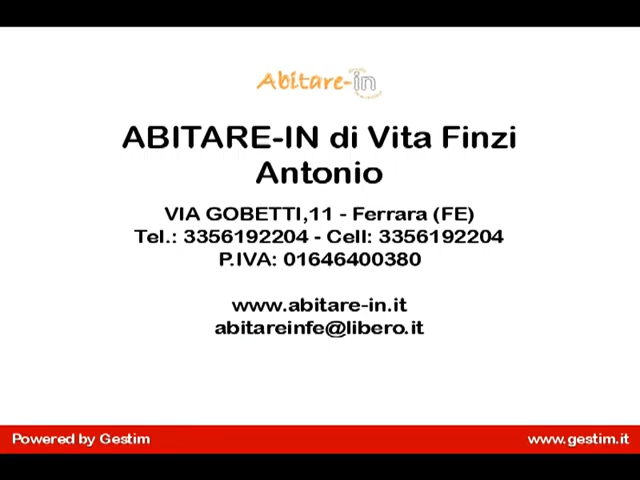 Abitare-in
ABITARE-IN di Vita Finzi
Antonio
VIA GOBETTI,11 - Ferrara (FE)
Tel.: 3356192204 - Cell: 3356192204
P.IVA: 01646400380
www.abitare-in.it
abitareinfe@libero.it
Powered by Gestim
www.gestim.it